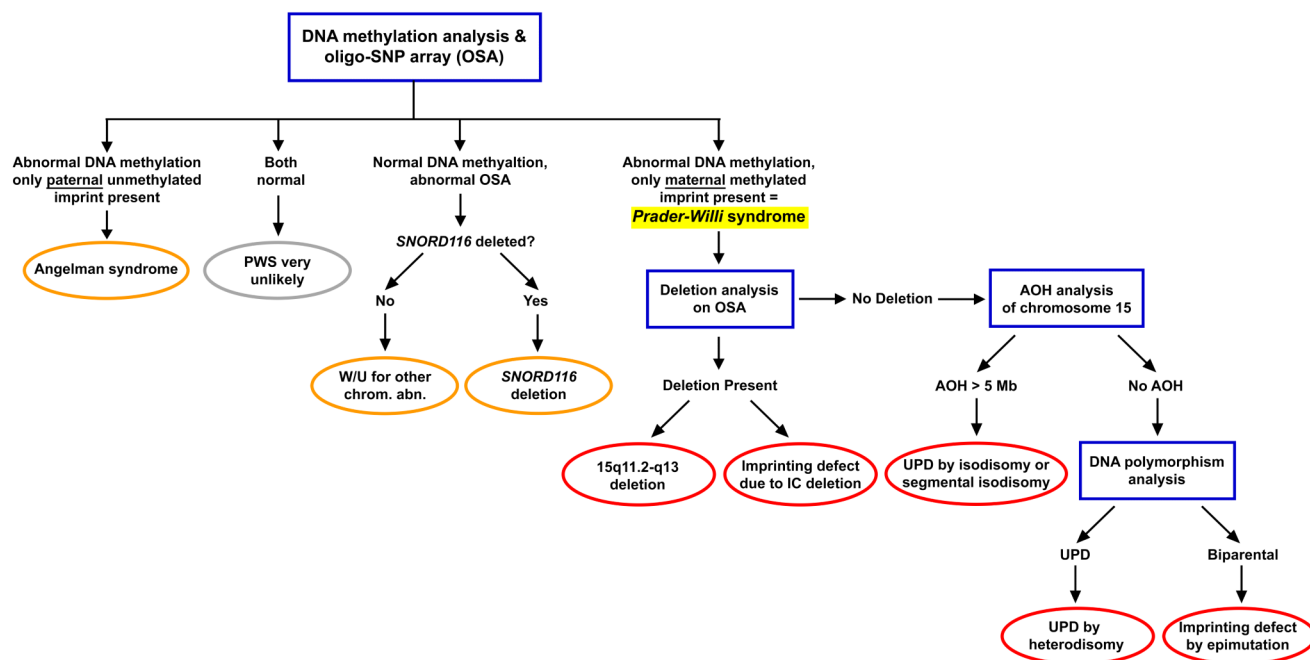 DNA methylation analysis &
oligo-SNP array (OSA)
Abnormal DNA methylation
only paternal unmethylated
imprint present
Both
normal
Normal DNA methyaltion,
abnormal OSA
Abnormal DNA methylation,
only maternal methylated
imprint present =
Prader-Willi syndrome
Angelman syndrome
PWS very
unlikely
SNORD116 deleted?
No
Yes
W/U for other
chrom. abn.
SNORD116
deletion
Deletion analysis
on OSA
No Deletion
AOH analysis
of chromosome 15
Deletion Present
AOH > 5 Mb
No AOH
15q11.2-q13
deletion
Imprinting defect
due to IC deletion
UPD by isodisomy or
segmental isodisomy
DNA polymorphism
analysis
UPD
Biparental
UPD by
heterodisomy
Imprinting defect
by epimutation